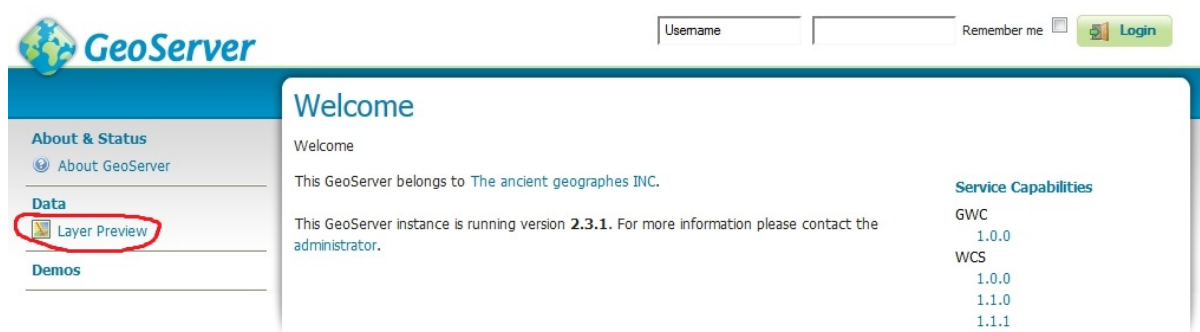 GeoServer
Username
Remember me
Login
Welcome
About & Status
Welcome
About GeoServer
This GeoServer belongs to The ancient geographes INC.
Service Capabilities
Data
GWC
Layer Preview
This GeoServer instance is running version 2.3.1. For more information please contact the
administrator.
1.0.0
WCS
Demos
1.0.0
1.1.0
1.1.1